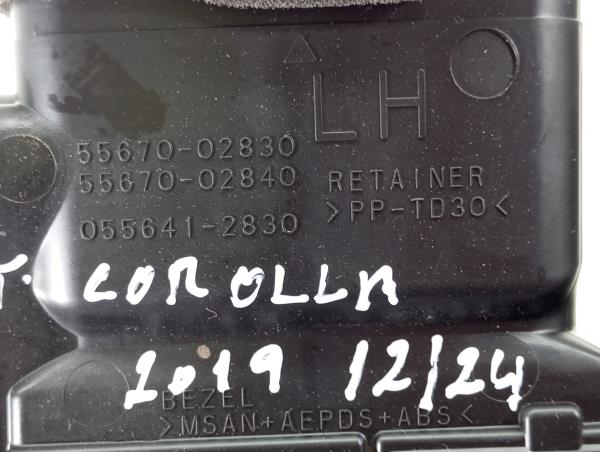 LH
55670-02830
55670-02840
RETAINER
>PP-TD30<
055641-2830
T. COROLLA
2019 12/24
BEZEL
>MSAN+AEPDS+ABS<